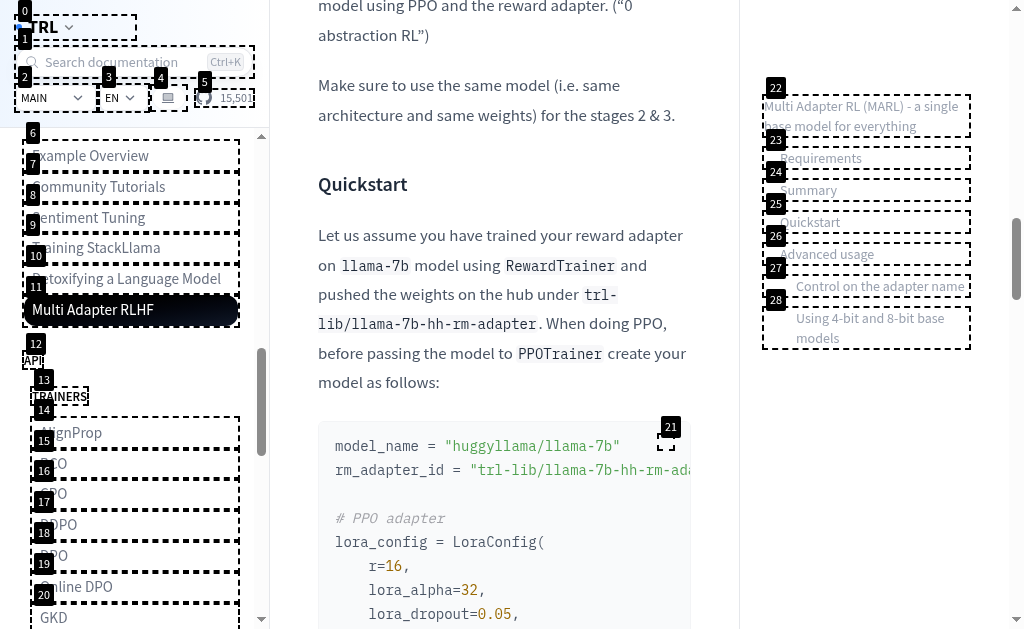 0
TRL
1
Search documentation Ctrl+K
2 3 4 5
MAIN EN 15,501
6
Example Overview
7
Community Tutorials
8
Sentiment Tuning
9
Training StackLlama
10
Detoxifying a Language Model
11
Multi Adapter RLHF
12
API
13
TRAINERS
14
AlignProp
15
BCO
16
CPO
17
DDPO
18
DPO
19
Online DPO
20
GKD
model using PPO and the reward adapter. (“0
abstraction RL”)
Make sure to use the same model (i.e. same
architecture and same weights) for the stages 2 & 3.
Quickstart
Let us assume you have trained your reward adapter
on llama-7b model using RewardTrainer and
pushed the weights on the hub under trl-
lib/llama-7b-hh-rm-adapter. When doing PPO,
before passing the model to PPOTrainer create your
model as follows:
21
model_name = "huggyllama/llama-7b"
rm_adapter_id = "trl-lib/llama-7b-hh-rm-ada
# PPO adapter
lora_config = LoraConfig(
r=16,
lora_alpha=32,
lora_dropout=0.05,
22
Multi Adapter RL (MARL) - a single
base model for everything
23
Requirements
24
Summary
25
Quickstart
26
Advanced usage
27
Control on the adapter name
28
Using 4-bit and 8-bit base
models